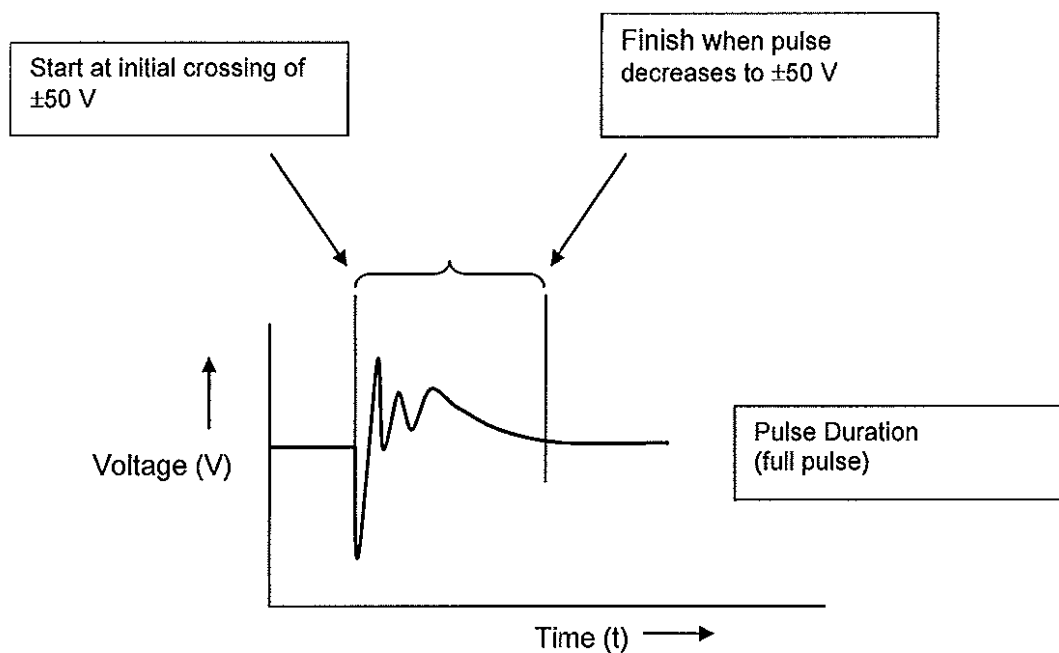 Start at initial crossing of
±50 V
Finish when pulse
decreases to ±50 V
Voltage (V)
Pulse Duration
(full pulse)
Time (t)